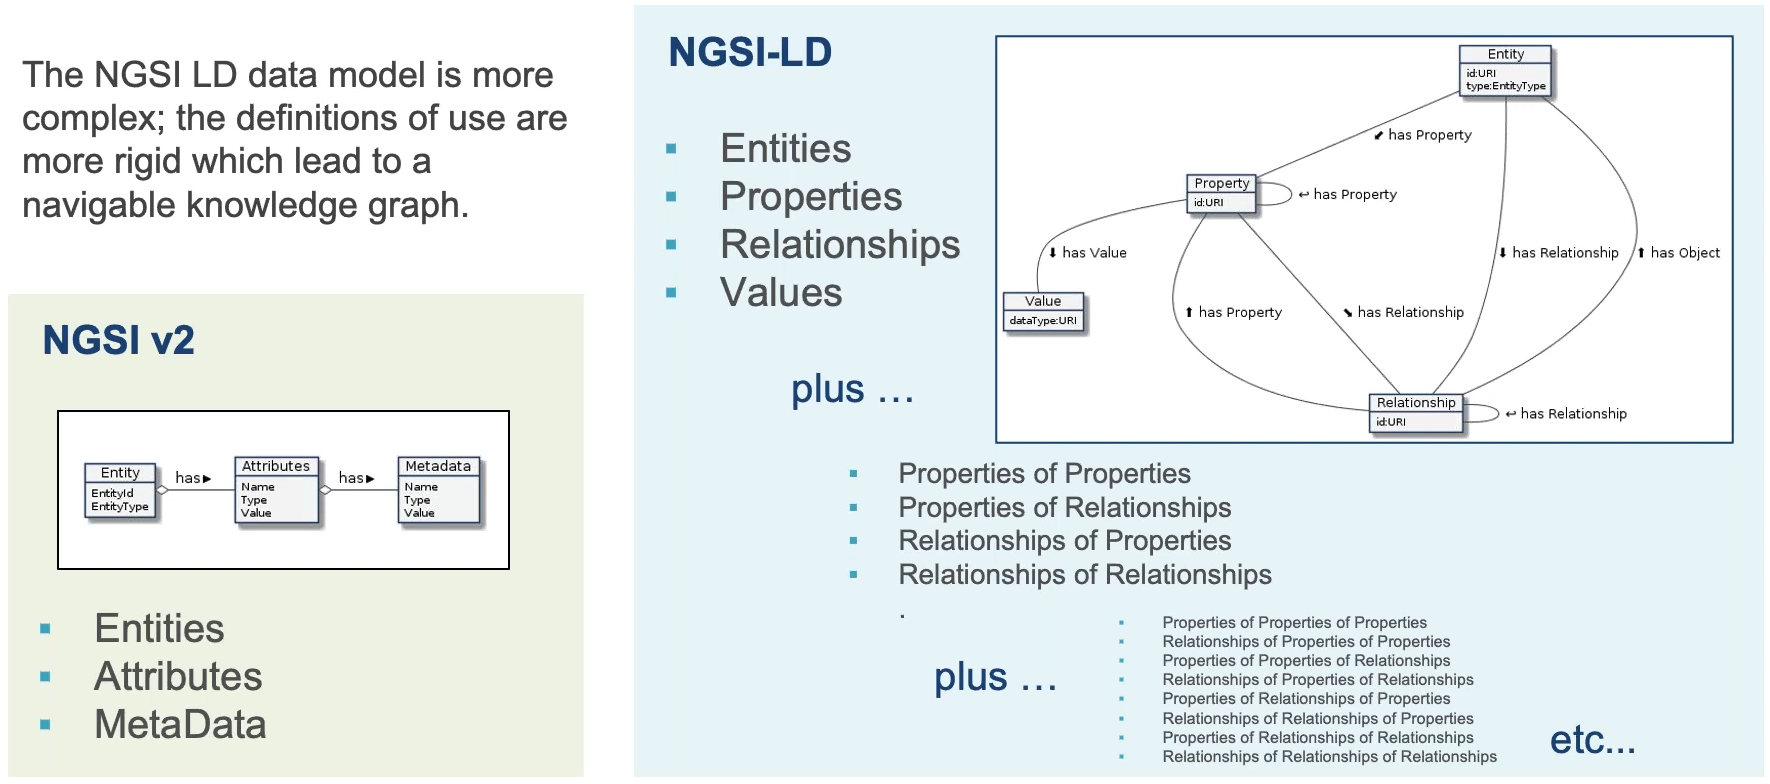 The NGSI LD data model is more
complex; the definitions of use are
more rigid which lead to a
navigable knowledge graph.
NGSI v2
Entity
EntityId
EntityType
has
Attributes
Name
Type
Value
has
Metadata
Name
Type
Value
Entities
Attributes
MetaData
NGSI-LD
Entities
Properties
Relationships
Values
plus …
Entity
id:URI
type:EntityType
has Property
Property
id:URI
has Property
has Value
has Relationship
has Object
Value
dataType:URI
has Property
has Relationship
Relationship
id:URI
has Relationship
Properties of Properties
Properties of Relationships
Relationships of Properties
Relationships of Relationships
.
plus …
Properties of Properties of Properties
Relationships of Properties of Properties
Properties of Properties of Relationships
Relationships of Properties of Relationships
Properties of Relationships of Properties
Relationships of Relationships of Properties
Properties of Relationships of Relationships
Relationships of Relationships of Relationships
etc...